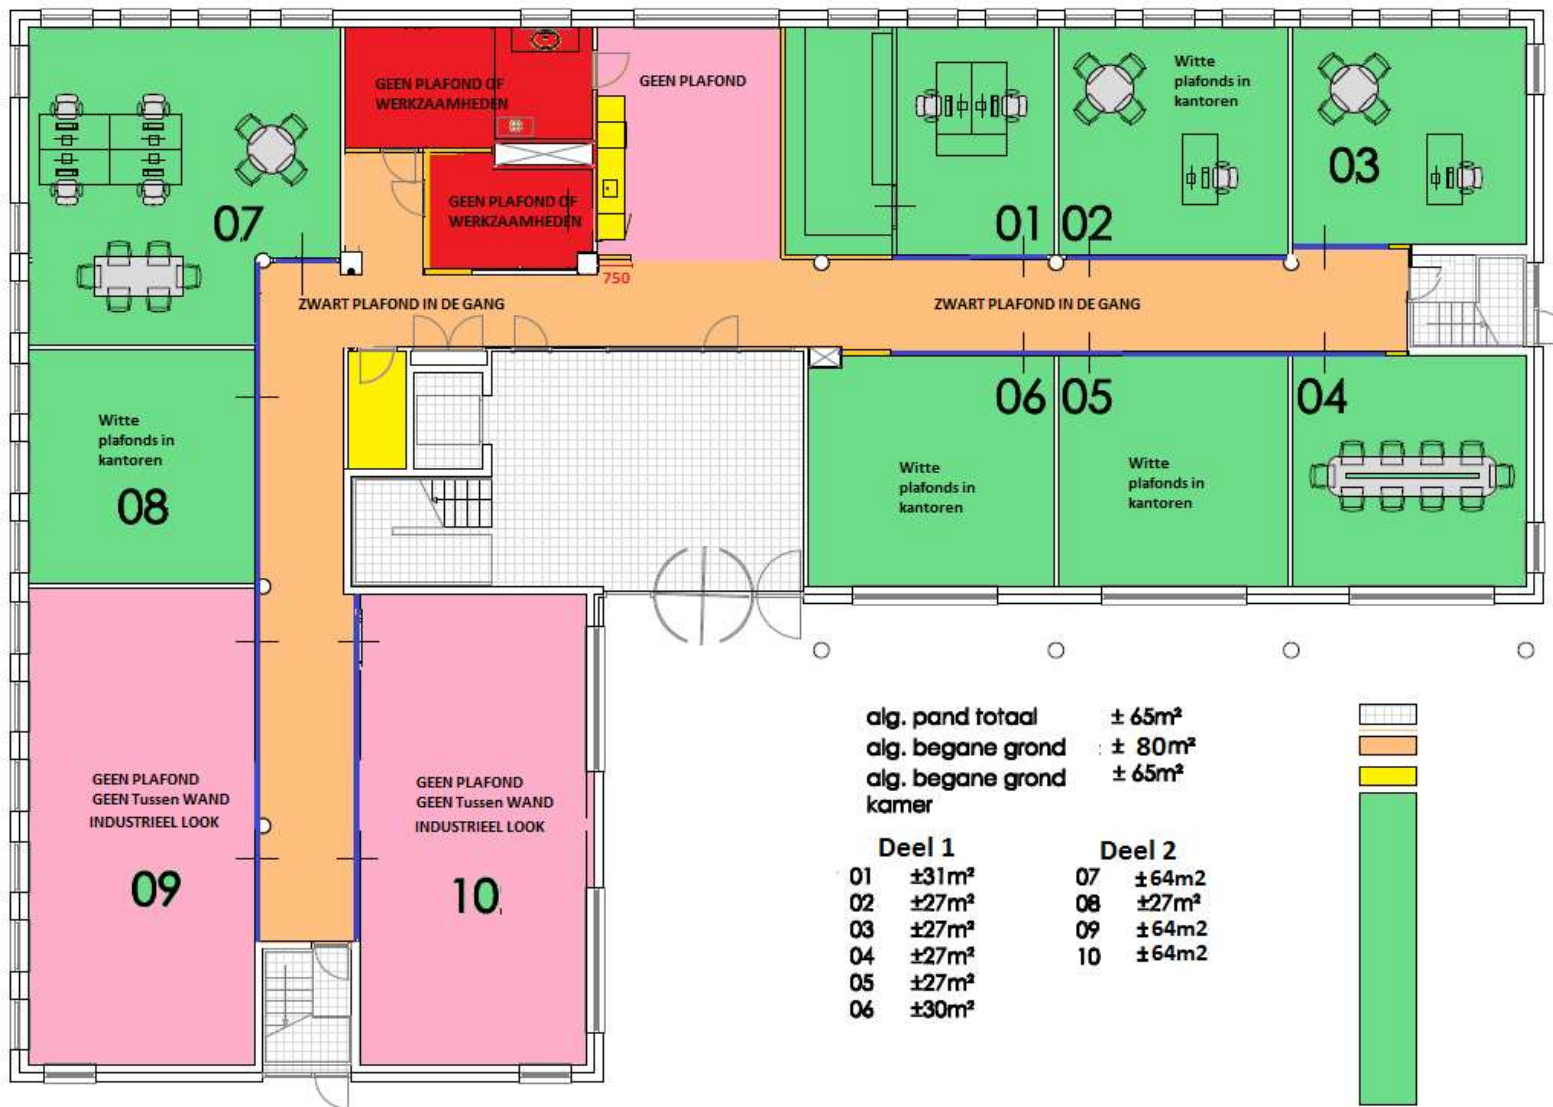 GEEN PLAFOND OF
WERKZAAMHEDEN
GEEN PLAFOND
Witte
plafonds in
kantoren
03
GEEN PLAFOND OF
WERKZAAMHEDEN
07
01
02
750
ZWART PLAFOND IN DE GANG
ZWART PLAFOND IN DE GANG
06
05
04
Witte
plafonds in
kantoren
08
Witte
plafonds in
kantoren
Witte
plafonds in
kantoren
GEEN PLAFOND
GEEN Tussen WAND
INDUSTRIEEL LOOK
09
GEEN PLAFOND
GEEN Tussen WAND
INDUSTRIEEL LOOK
10
alg. pand totaal ± 65m²
alg. begane grond : ± 80m²
alg. begane grond ± 65m²
kamer
Deel 1
01 ±31m²
02 ±27m²
03 ±27m²
04 ±27m²
05 ±27m²
06 ±30m²
Deel 2
07 ±64m2
08 ±27m²
09 ±64m2
10 ±64m2